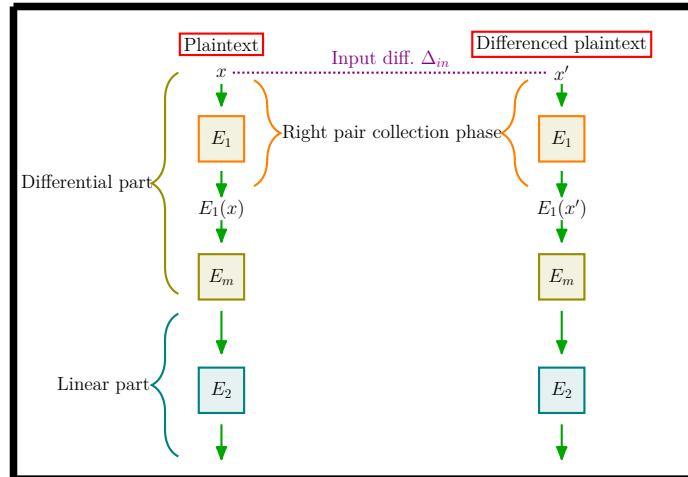 Plaintext
Differenced plaintext
Input diff. Δ_in
x
x′
E_1
Right pair collection phase
E_1
Differential part
E_1(x)
E_1(x′)
E_m
E_m
Linear part
E_2
E_2